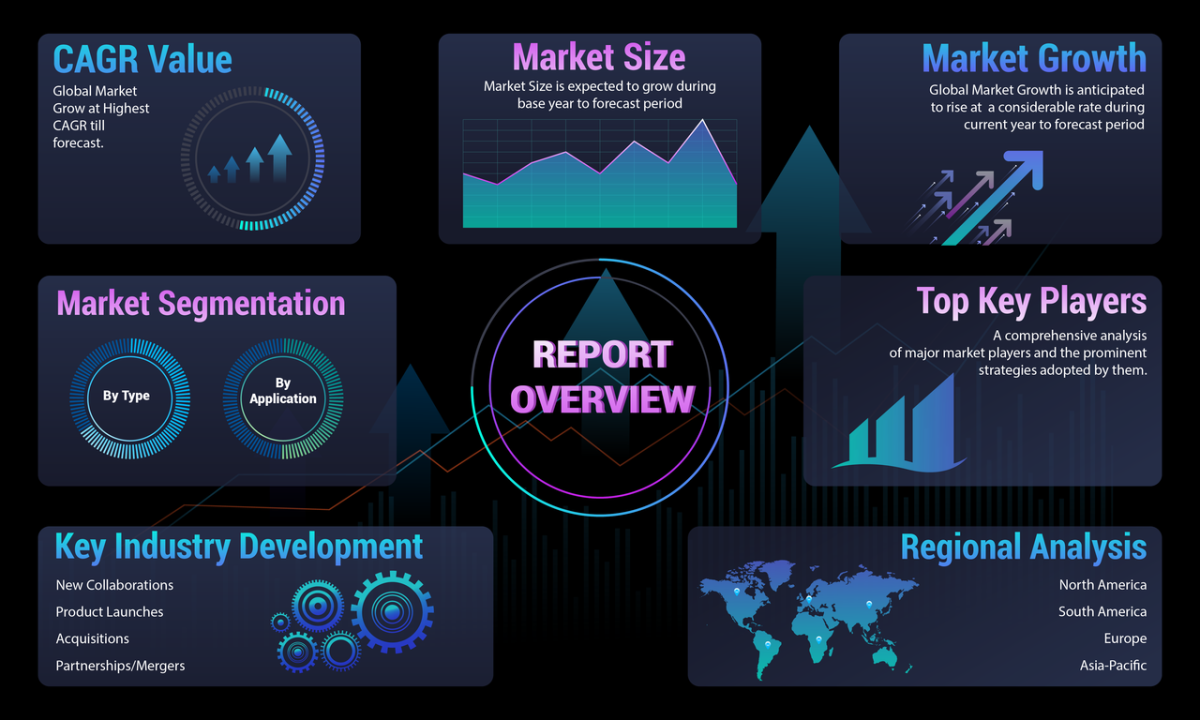 CAGR Value
Global Market
Grow at Highest
CAGR till
forecast.
Market Size
Market Size is expected to grow during
base year to forecast period
Market Growth
Global Market Growth is anticipated
to rise at a considerable rate during
current year to forecast period
Market Segmentation
By Type
By
Application
REPORT
OVERVIEW
Top Key Players
A comprehensive analysis
of major market players and the prominent
strategies adopted by them.
Key Industry Development
New Collaborations
Product Launches
Acquisitions
Partnerships/Mergers
Regional Analysis
North America
South America
Europe
Asia-Pacific